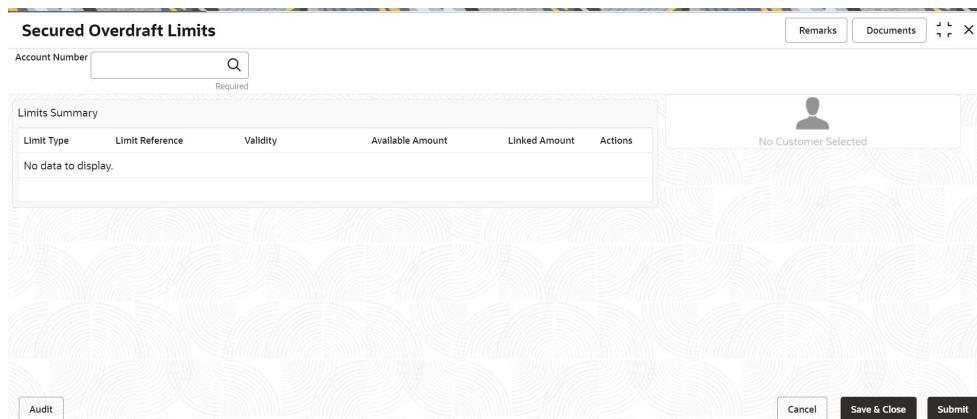 Secured Overdraft Limits
Remarks
Documents
Account Number
Required
Limits Summary
No Customer Selected
Limit Type Limit Reference Validity Available Amount Linked Amount Actions
No data to display.
Audit
Cancel
Save & Close
Submit